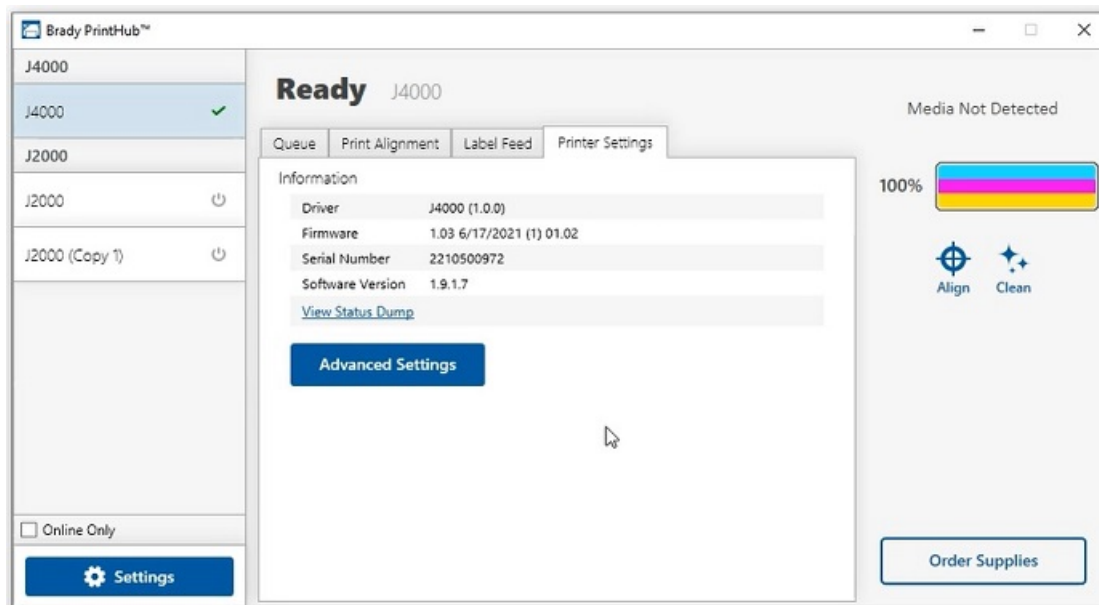 Brady PrintHub™
J4000
J4000
J2000
J2000
J2000 (Copy 1)
Online Only
Settings
Ready J4000
Queue Print Alignment Label Feed Printer Settings
Information
Driver J4000 (1.0.0)
Firmware 1.03 6/17/2021 (1) 01.02
Serial Number 2210500972
Software Version 1.9.1.7
View Status Dump
Advanced Settings
Media Not Detected
100%
Align Clean
Order Supplies